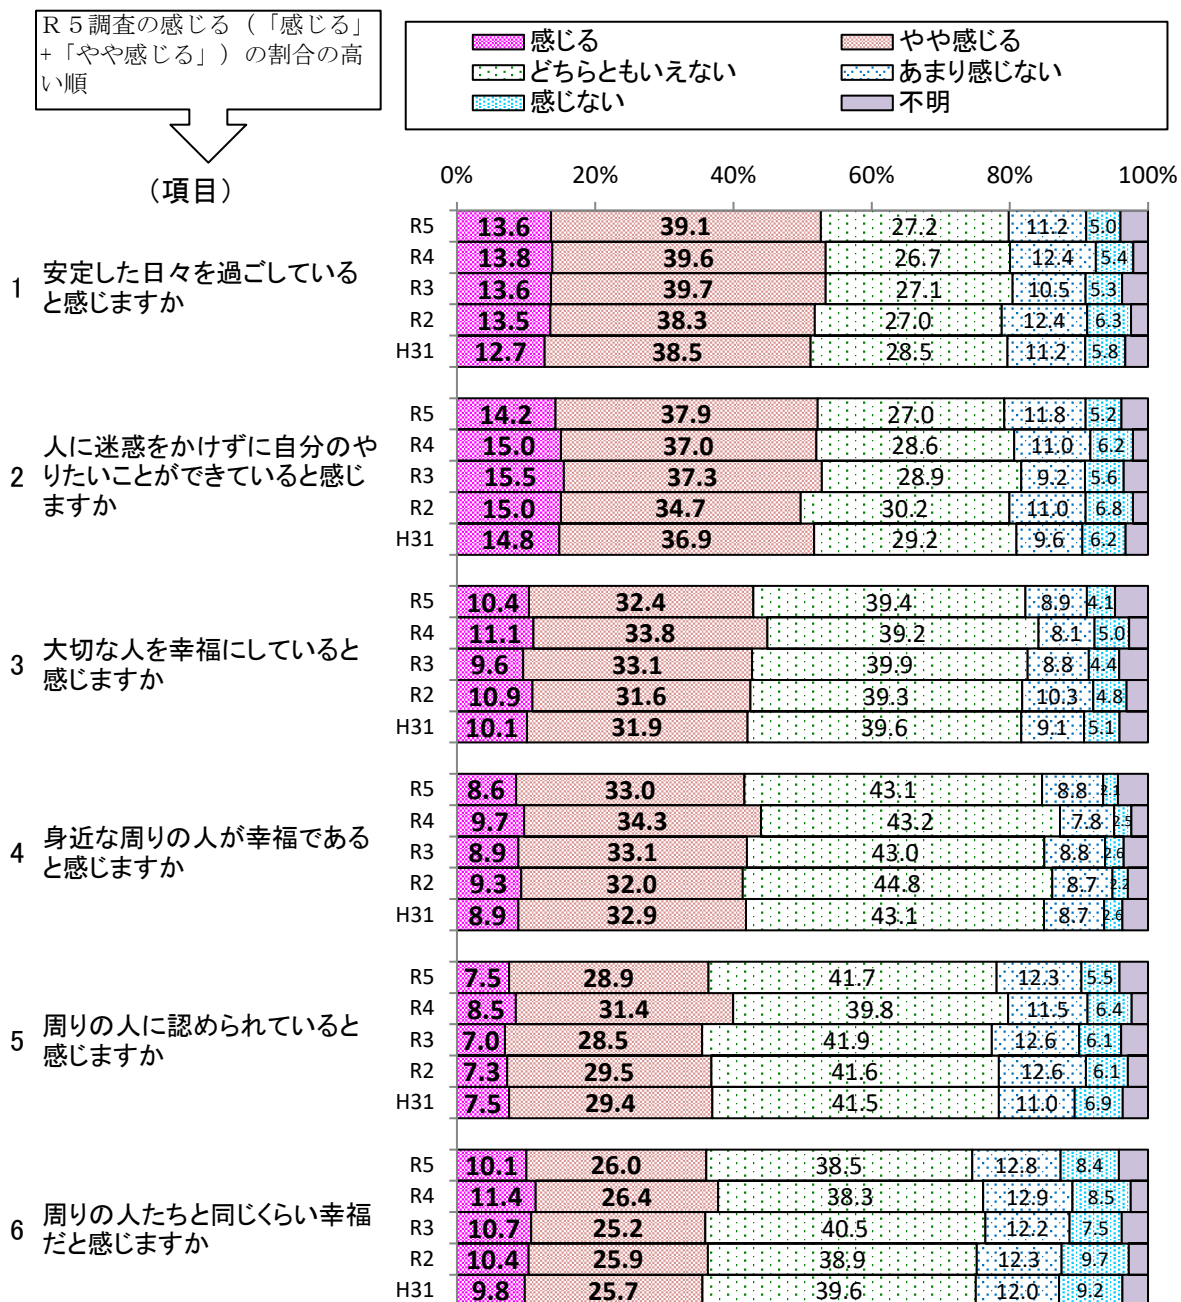 R5調査の感じる(「感じる」
+「やや感じる」)の割合の高
い順
感じる
やや感じる
どちらともいえない
あまり感じない
感じない
不明
(項目)
0% 20% 40% 60% 80% 100%
1 安定した日々を過ごしている
と感じますか
R5 13.6 39.1 27.2 11.2 5.0
R4 13.8 39.6 26.7 12.4 5.4
R3 13.6 39.7 27.1 10.5 5.3
R2 13.5 38.3 27.0 12.4 6.3
H31 12.7 38.5 28.5 11.2 5.8
2 人に迷惑をかけずに自分のや
りたいことができていると感じ
ますか
R5 14.2 37.9 27.0 11.8 5.2
R4 15.0 37.0 28.6 11.0 6.2
R3 15.5 37.3 28.9 9.2 5.6
R2 15.0 34.7 30.2 11.0 6.8
H31 14.8 36.9 29.2 9.6 6.2
3 大切な人を幸福にしていると
感じますか
R5 10.4 32.4 39.4 8.9 4.1
R4 11.1 33.8 39.2 8.1 5.0
R3 9.6 33.1 39.9 8.8 4.4
R2 10.9 31.6 39.3 10.3 4.8
H31 10.1 31.9 39.6 9.1 5.1
4 身近な周りの人が幸福である
と感じますか
R5 8.6 33.0 43.1 8.8 2.1
R4 9.7 34.3 43.2 7.8 2.5
R3 8.9 33.1 43.0 8.8 2.6
R2 9.3 32.0 44.8 8.7 2.2
H31 8.9 32.9 43.1 8.7 2.6
5 周りの人に認められていると
感じますか
R5 7.5 28.9 41.7 12.3 5.5
R4 8.5 31.4 39.8 11.5 6.4
R3 7.0 28.5 41.9 12.6 6.1
R2 7.3 29.5 41.6 12.6 6.1
H31 7.5 29.4 41.5 11.0 6.9
6 周りの人たちと同じくらい幸福
だと感じますか
R5 10.1 26.0 38.5 12.8 8.4
R4 11.4 26.4 38.3 12.9 8.5
R3 10.7 25.2 40.5 12.2 7.5
R2 10.4 25.9 38.9 12.3 9.7
H31 9.8 25.7 39.6 12.0 9.2